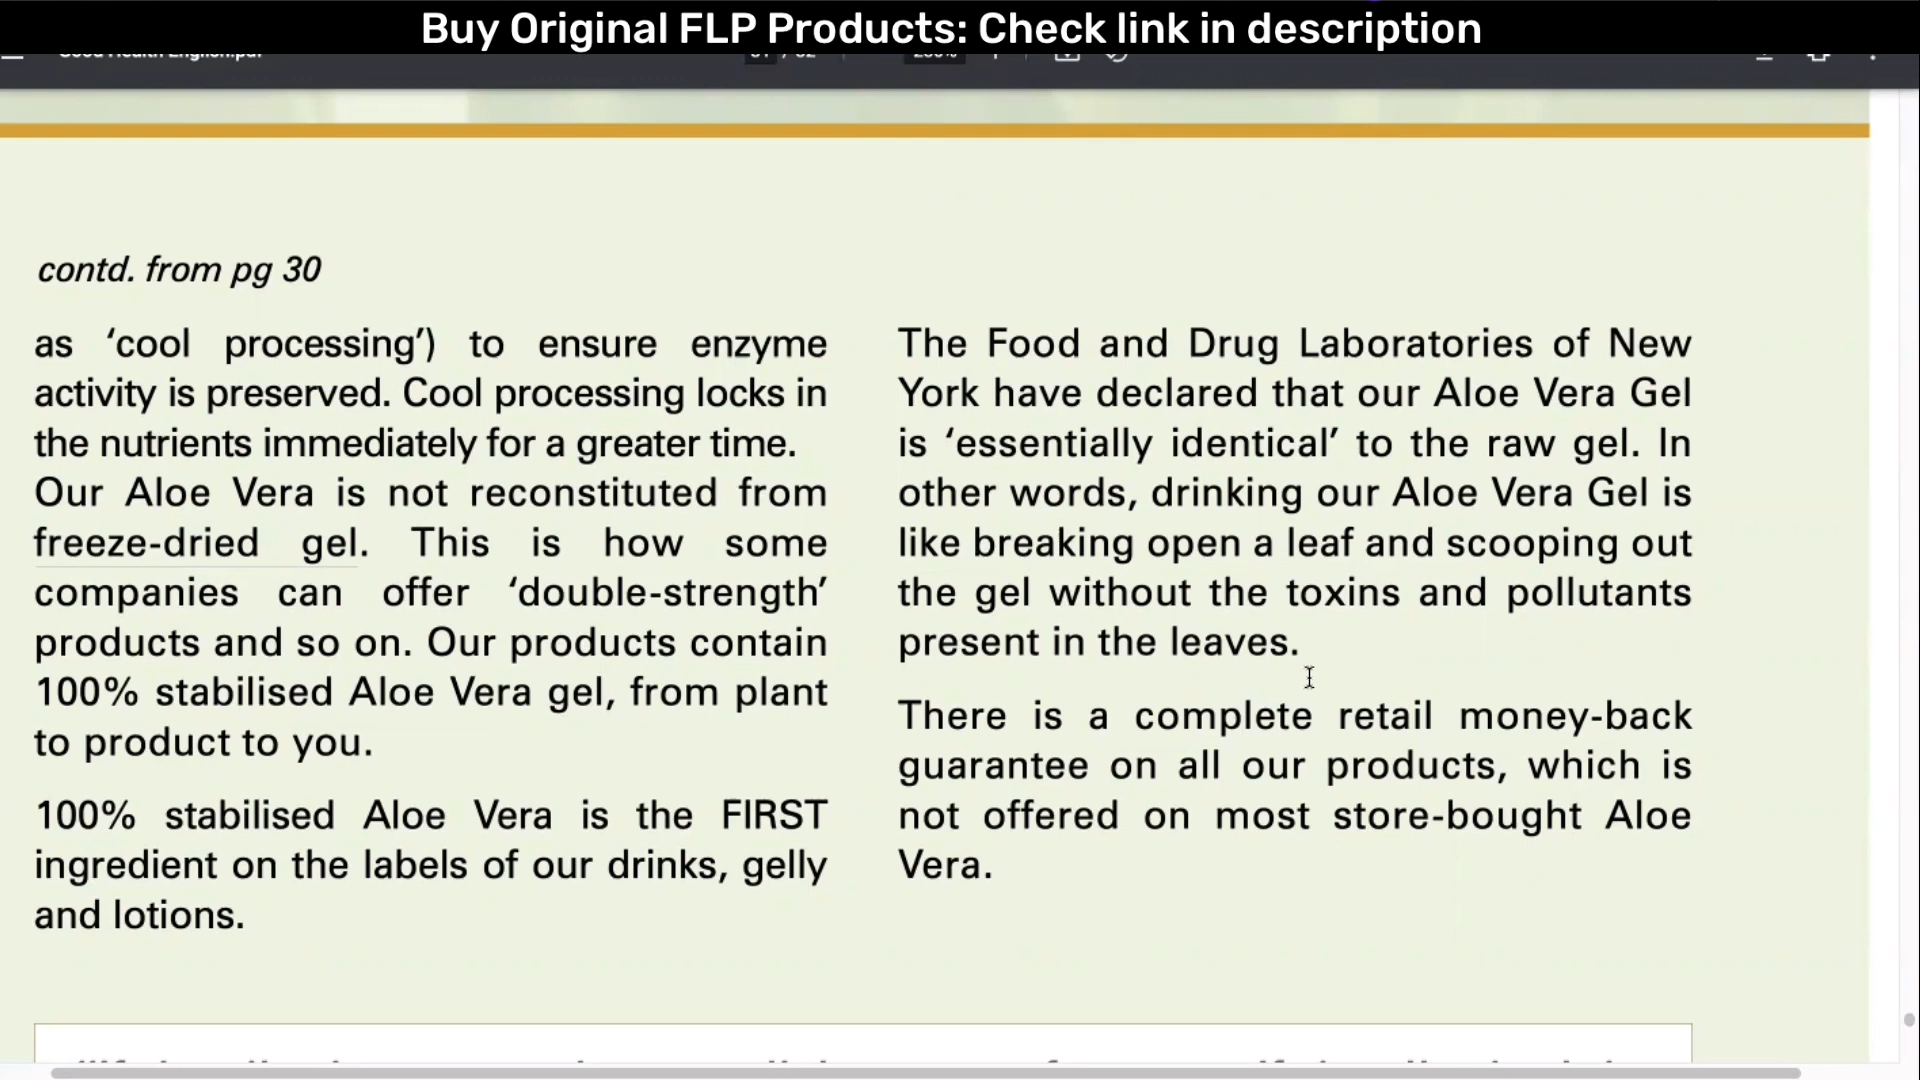 Buy Original FLP Products: Check link in description
Good Health English.pdf
contd. from pg 30
as ‘cool processing’) to ensure enzyme
activity is preserved. Cool processing locks in
the nutrients immediately for a greater time.
Our Aloe Vera is not reconstituted from
freeze-dried gel. This is how some
companies can offer ‘double-strength’
products and so on. Our products contain
100% stabilised Aloe Vera gel, from plant
to product to you.
100% stabilised Aloe Vera is the FIRST
ingredient on the labels of our drinks, gelly
and lotions.
The Food and Drug Laboratories of New
York have declared that our Aloe Vera Gel
is ‘essentially identical’ to the raw gel. In
other words, drinking our Aloe Vera Gel is
like breaking open a leaf and scooping out
the gel without the toxins and pollutants
present in the leaves.
There is a complete retail money-back
guarantee on all our products, which is
not offered on most store-bought Aloe
Vera.